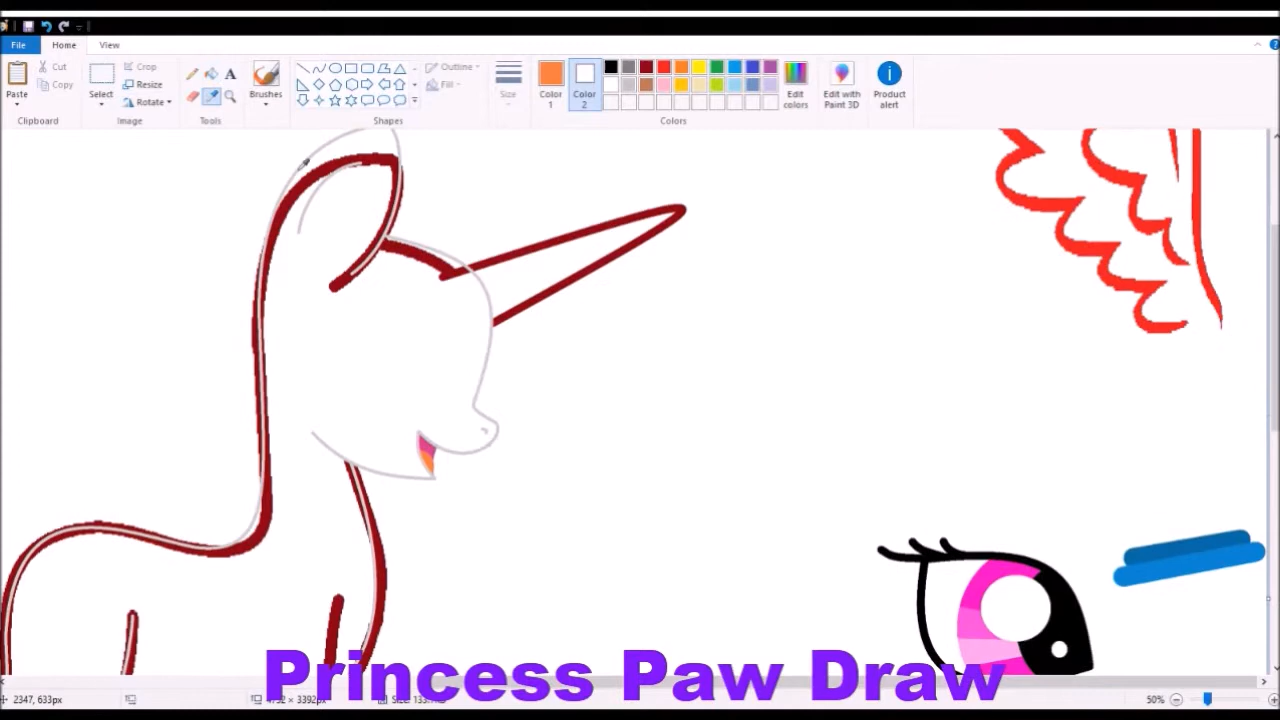 File Home View
Cut Crop Outline
Copy Resize Fill
Paste Select Rotate Brushes Size Color 1 Color 2 Edit colors Edit with Paint 3D Product alert
Clipboard Image Tools Shapes Colors
Princess Paw Draw
2347, 633px 50%